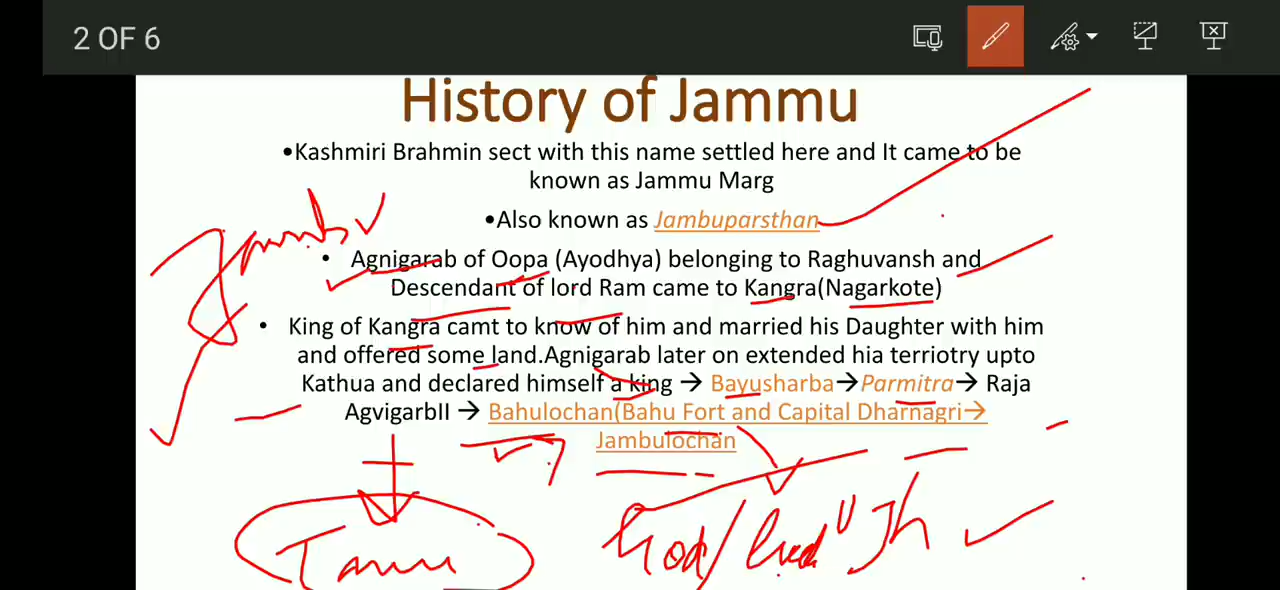 2 OF 6
History of Jammu
•Kashmiri Brahmin sect with this name settled here and It came to be
known as Jammu Marg
•Also known as Jambuparsthan
• Agnigarab of Oopa (Ayodhya) belonging to Raghuvansh and
Descendant of lord Ram came to Kangra(Nagarkote)
• King of Kangra camt to know of him and married his Daughter with him
and offered some land.Agnigarab later on extended hia terriotry upto
Kathua and declared himself a king → Bayusharba→Parmitra→ Raja
AgvigarbII → Bahulochan(Bahu Fort and Capital Dharnagri→
Jambulochan